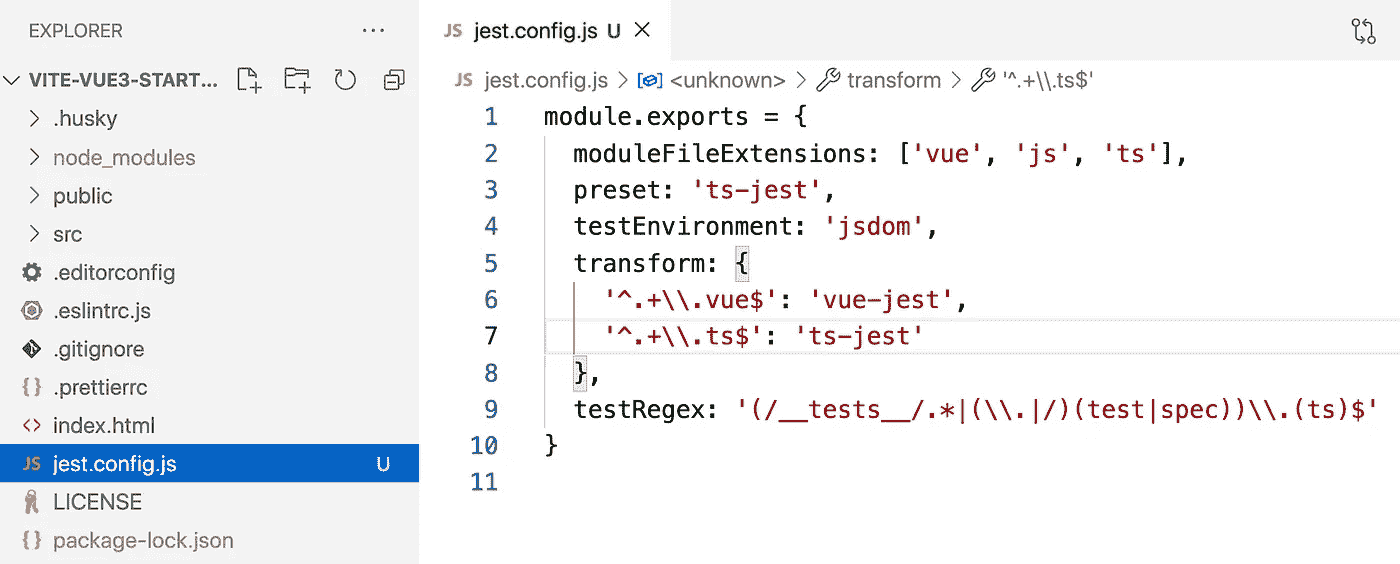 EXPLORER ...
VITE-VUE3-START...
.husky
node_modules
public
src
.editorconfig
.eslintrc.js
.gitignore
{ } .prettierrc
<> index.html
JS jest.config.js U
LICENSE
{ } package-lock.json
JS jest.config.js U
JS jest.config.js > <unknown> > transform > '^.+\\.ts$'
1 module.exports = {
2 moduleFileExtensions: ['vue', 'js', 'ts'],
3 preset: 'ts-jest',
4 testEnvironment: 'jsdom',
5 transform: {
6 '^.+\\.vue$': 'vue-jest',
7 '^.+\\.ts$': 'ts-jest'
8 },
9 testRegex: '(/__tests__/.*|(\\.|/)(test|spec))\\.(ts)$'
10 }
11